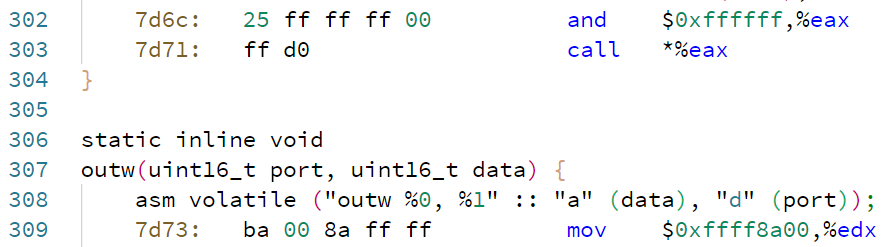 302 7d6c: 25 ff ff ff 00 and $0xffffff,%eax
303 7d71: ff d0 call *%eax
304 }
305
306 static inline void
307 outw(uint16_t port, uint16_t data) {
308 asm volatile ("outw %0, %1" :: "a" (data), "d" (port));
309 7d73: ba 00 8a ff ff mov $0xffff8a00,%edx